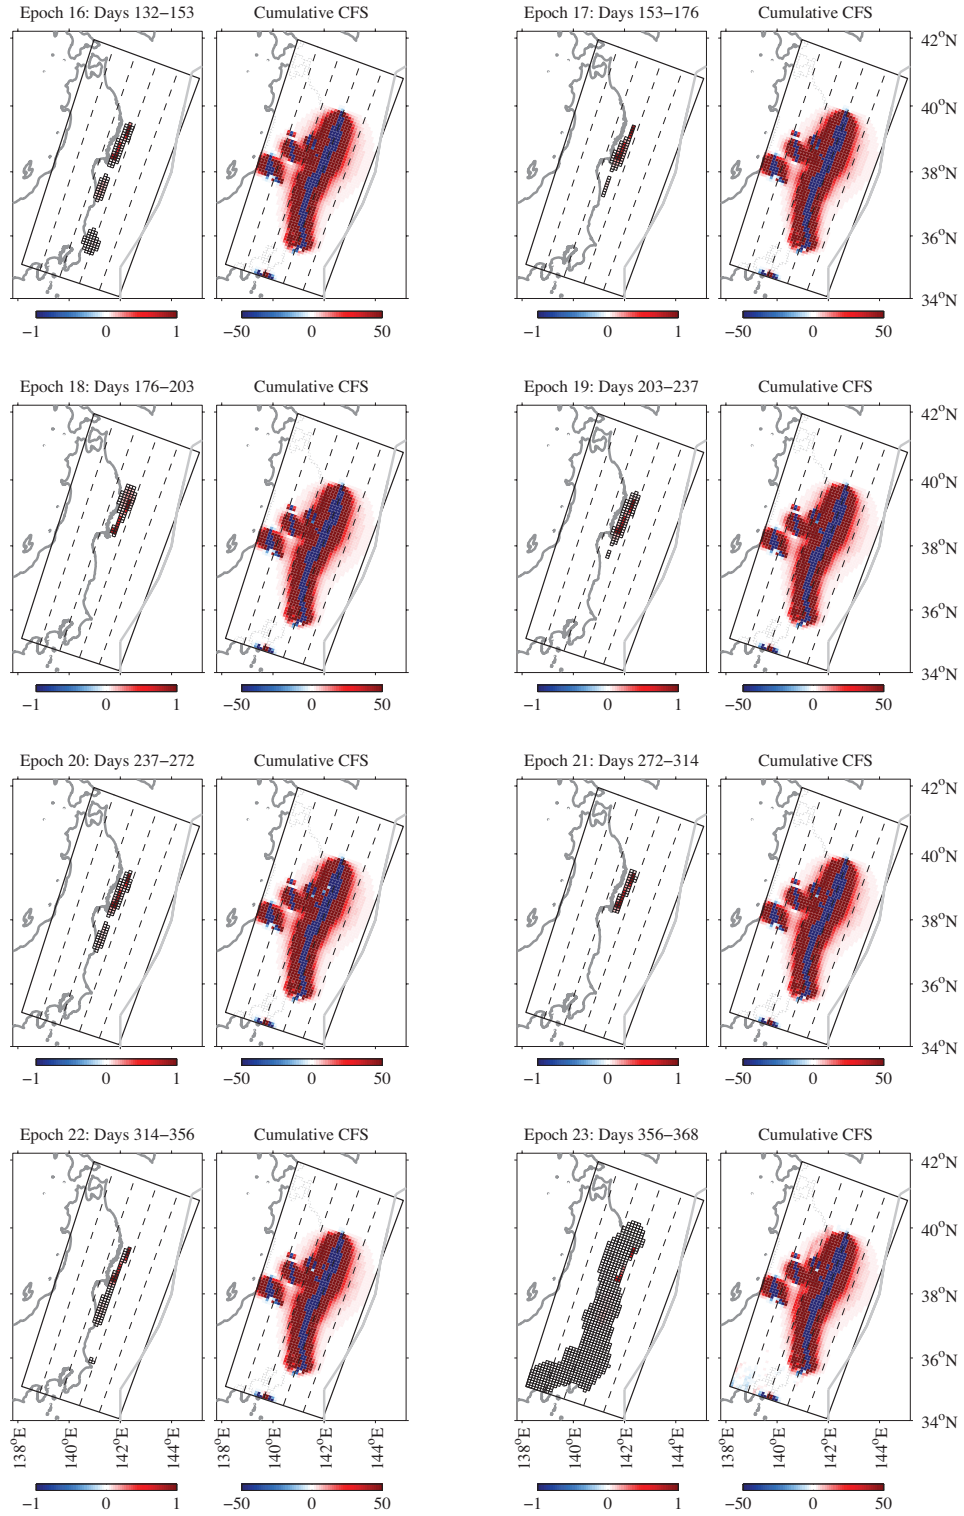 Epoch 16: Days 132−153 Cumulative CFS Epoch 17: Days 153−176 Cumulative CFS
42°N
40°N
38°N
36°N
34°N
−1 0 1 −50 0 50 −1 0 1 −50 0 50
Epoch 18: Days 176−203 Cumulative CFS Epoch 19: Days 203−237 Cumulative CFS
42°N
40°N
38°N
36°N
34°N
−1 0 1 −50 0 50 −1 0 1 −50 0 50
Epoch 20: Days 237−272 Cumulative CFS Epoch 21: Days 272−314 Cumulative CFS
42°N
40°N
38°N
36°N
34°N
−1 0 1 −50 0 50 −1 0 1 −50 0 50
Epoch 22: Days 314−356 Cumulative CFS Epoch 23: Days 356−368 Cumulative CFS
42°N
40°N
38°N
36°N
34°N
138°E 140°E 142°E 144°E 138°E 140°E 142°E 144°E 138°E 140°E 142°E 144°E 138°E 140°E 142°E 144°E
−1 0 1 −50 0 50 −1 0 1 −50 0 50